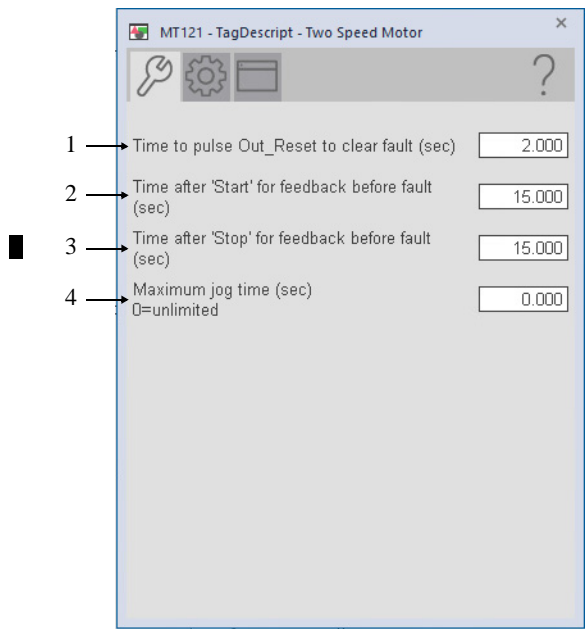 MT121 - TagDescript - Two Speed Motor
?
1 Time to pulse Out_Reset to clear fault (sec) 2.000
2 Time after 'Start' for feedback before fault
(sec) 15.000
3 Time after 'Stop' for feedback before fault
(sec) 15.000
4 Maximum jog time (sec)
0=unlimited 0.000